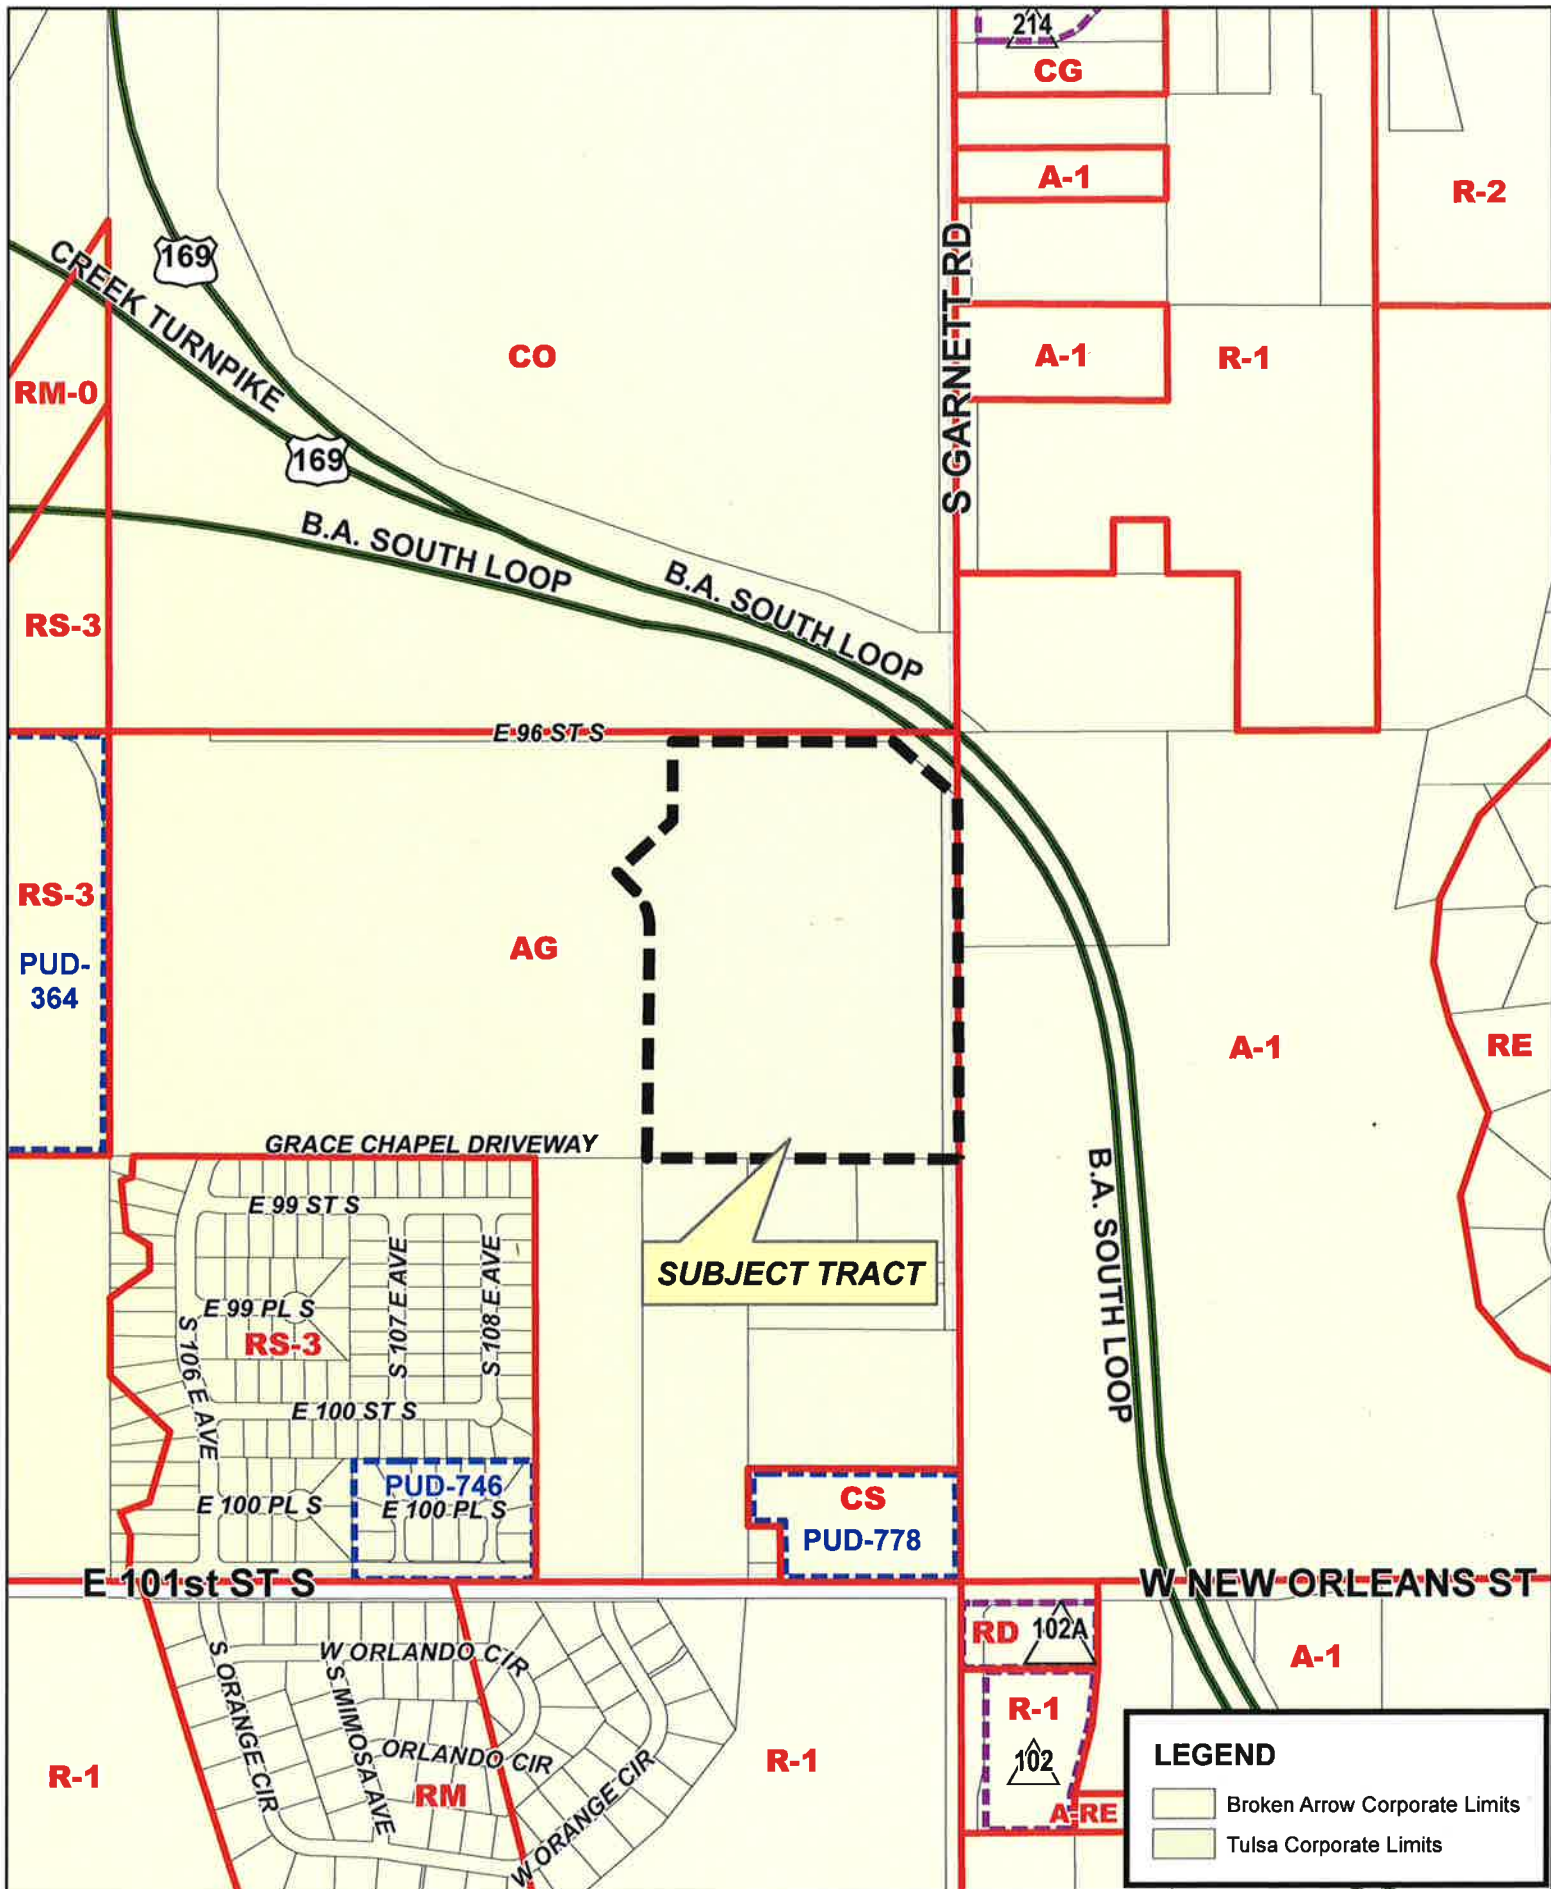 214
CG
A-1
R-2
169
CREEK TURNPIKE
S GARNETT RD
CO
A-1
R-1
RM-0
169
B.A. SOUTH LOOP
B.A. SOUTH LOOP
RS-3
E 96 ST S
RS-3
PUD-
364
AG
A-1
RE
GRACE CHAPEL DRIVEWAY
E 99 ST S
S 107 E AVE
S 108 E AVE
SUBJECT TRACT
B.A. SOUTH LOOP
E 99 PL S
RS-3
S 106 E AVE
E 100 ST S
PUD-746
E 100 PL S
E 100 PL S
CS
PUD-778
E 101st ST S
W NEW ORLEANS ST
RD
102A
A-1
W ORLANDO CIR
S ORANGE CIR
S MIMOSA AVE
ORLANDO CIR
W ORANGE CIR
R-1
RM
R-1
R-1
102
A-RE
LEGEND
Broken Arrow Corporate Limits
Tulsa Corporate Limits